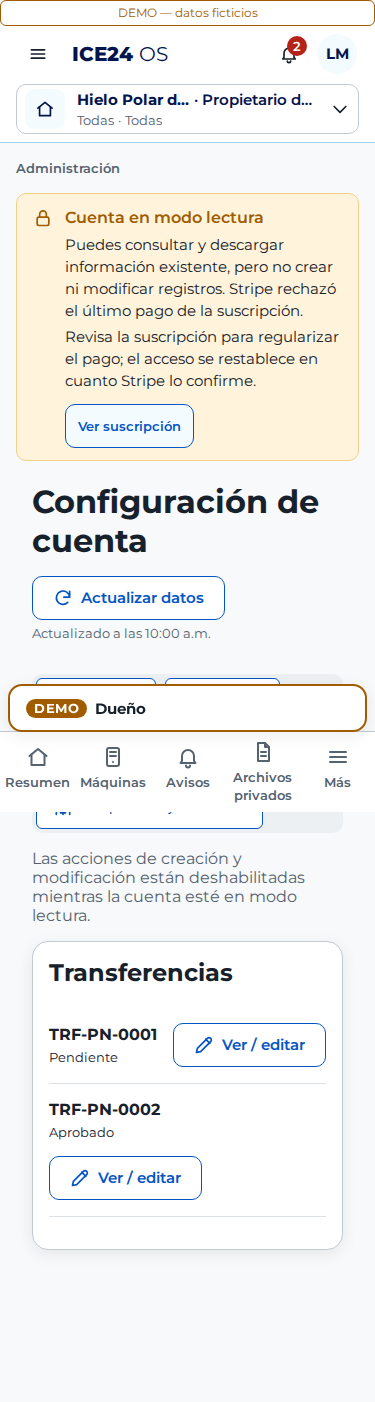 DEMO — datos ficticios
ICE24 OS
2
LM
Hielo Polar d... · Propietario d...
Todas · Todas
Administración
Cuenta en modo lectura
Puedes consultar y descargar
información existente, pero no crear
ni modificar registros. Stripe rechazó
el último pago de la suscripción.
Revisa la suscripción para regularizar
el pago; el acceso se restablece en
cuanto Stripe lo confirme.
Ver suscripción
Configuración de
cuenta
Actualizar datos
Actualizado a las 10:00 a.m.
DEMO Dueño
Resumen
Máquinas
Avisos
Archivos
privados
Más
Las acciones de creación y
modificación están deshabilitadas
mientras la cuenta esté en modo
lectura.
Transferencias
TRF-PN-0001
Pendiente
Ver / editar
TRF-PN-0002
Aprobado
Ver / editar